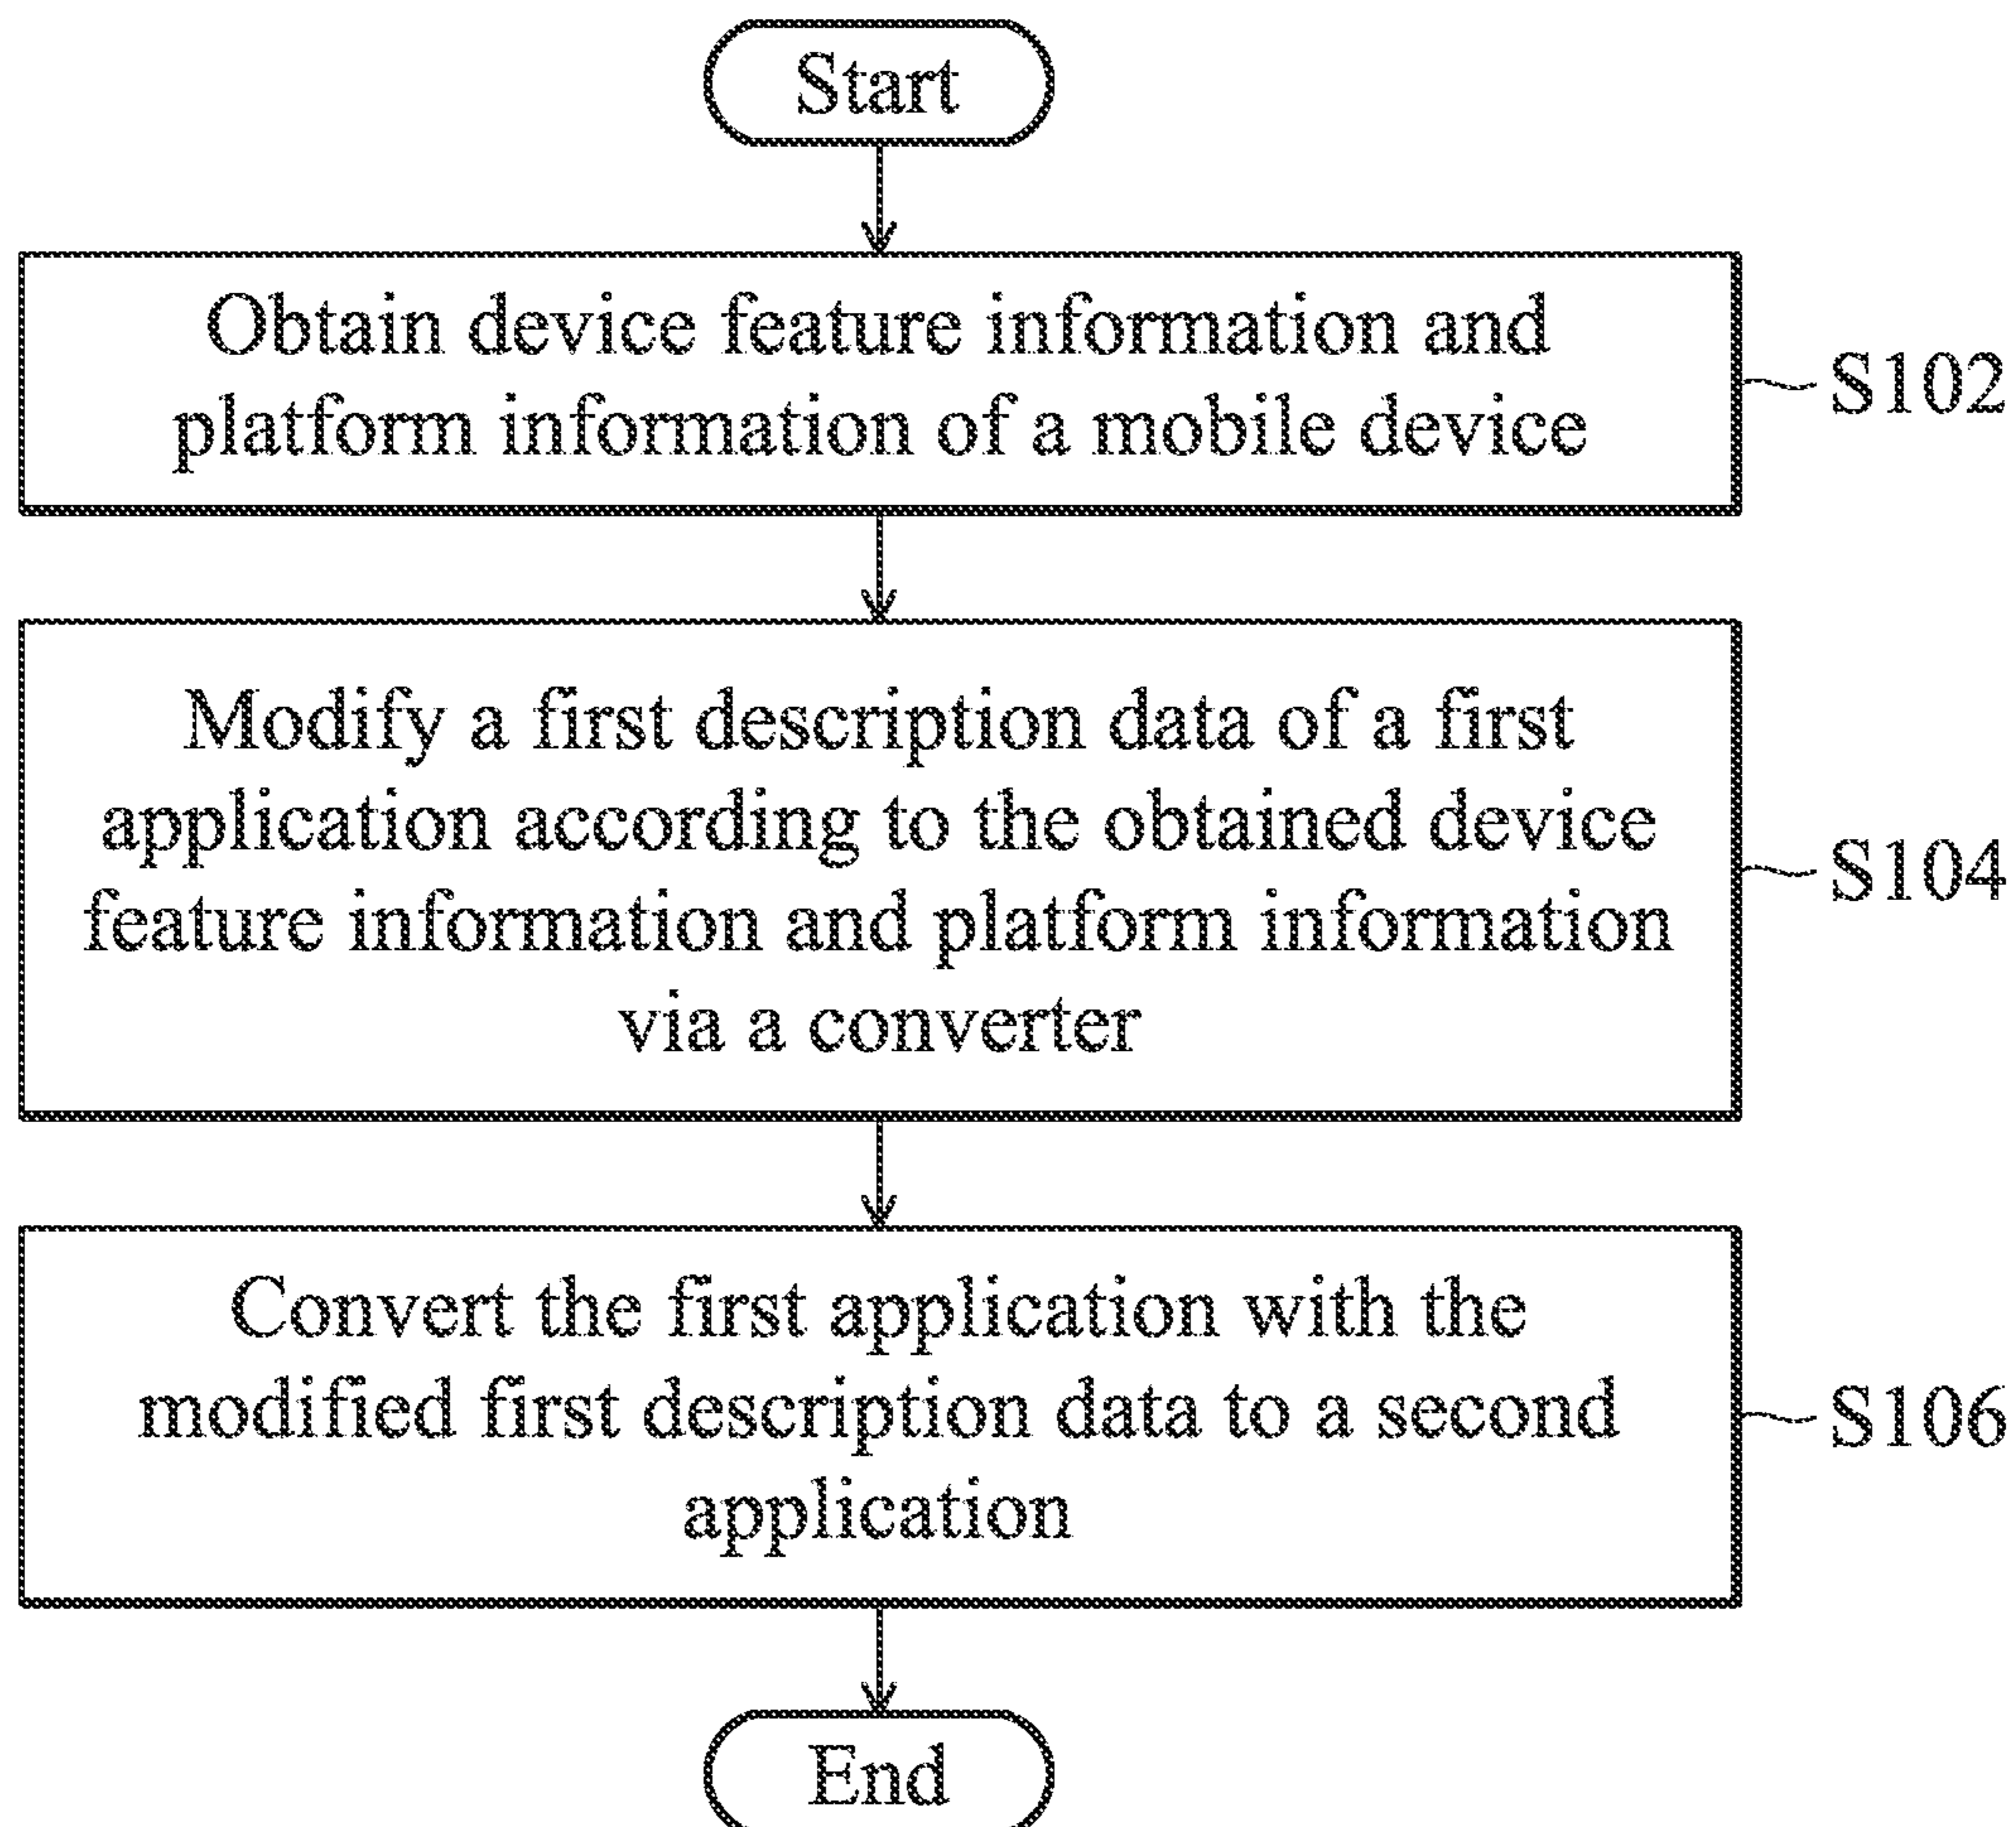 Start
Obtain device feature information and
platform information of a mobile device
S102
Modify a first description data of a first
application according to the obtained device
feature information and platform information
via a converter
S104
Convert the first application with the
modified first description data to a second
application
S106
End